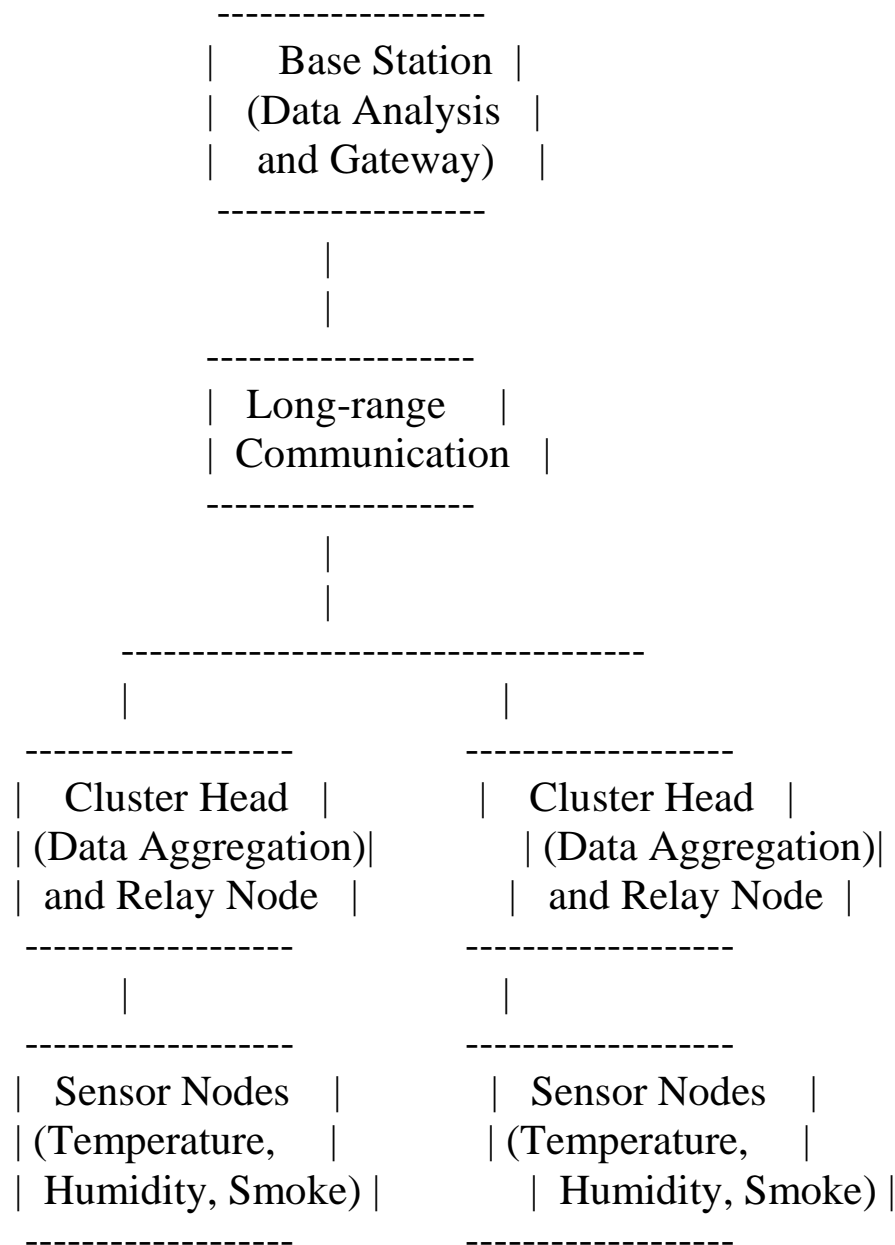 -------------------
| Base Station |
| (Data Analysis |
| and Gateway) |
-------------------
|
|
-------------------
| Long-range |
| Communication |
-------------------
|
|
-------------------------------------
| |
------------------- -------------------
| Cluster Head | | Cluster Head |
| (Data Aggregation)| | (Data Aggregation)|
| and Relay Node | | and Relay Node |
------------------- -------------------
| |
------------------- -------------------
| Sensor Nodes | | Sensor Nodes |
| (Temperature, | | (Temperature, |
| Humidity, Smoke) | | Humidity, Smoke) |
------------------- -------------------